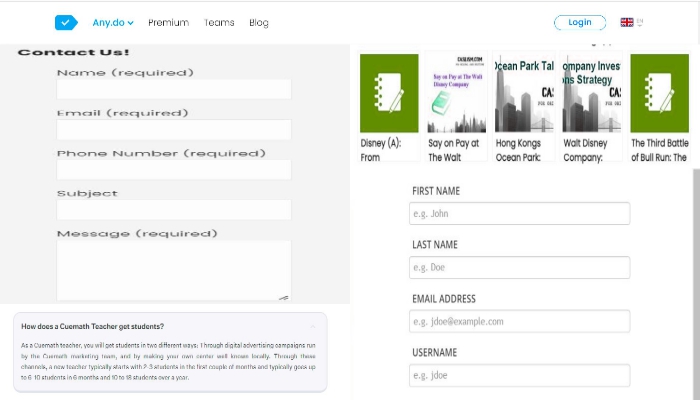 Any.do
Premium
Teams
Blog
Login
EN
Contact Us!
Name (required)
Email (required)
Phone Number (required)
Subject
Message (required)
How does a Cuemath Teacher get students?
As a Cuemath teacher, you will get students in two different ways: Through digital advertising campaigns run
by the Cuemath marketing team, and by making your own center well known locally. Through these
channels, a new teacher typically starts with 2-3 students in the first couple of months and typically goes up
to 6-10 students in 6 months and 10 to 18 students over a year.
CASLISM.COM
Say on Pay at The Walt
Disney Company
Ocean Park Tal
CA
ompany Inves
ns Strategy
CA
Disney (A):
From
Say on Pay at
The Walt
Hong Kongs
Ocean Park:
Walt Disney
Company:
The Third Battle
of Bull Run: The
FIRST NAME
e.g. John
LAST NAME
e.g. Doe
EMAIL ADDRESS
e.g. jdoe@example.com
USERNAME
e.g. jdoe